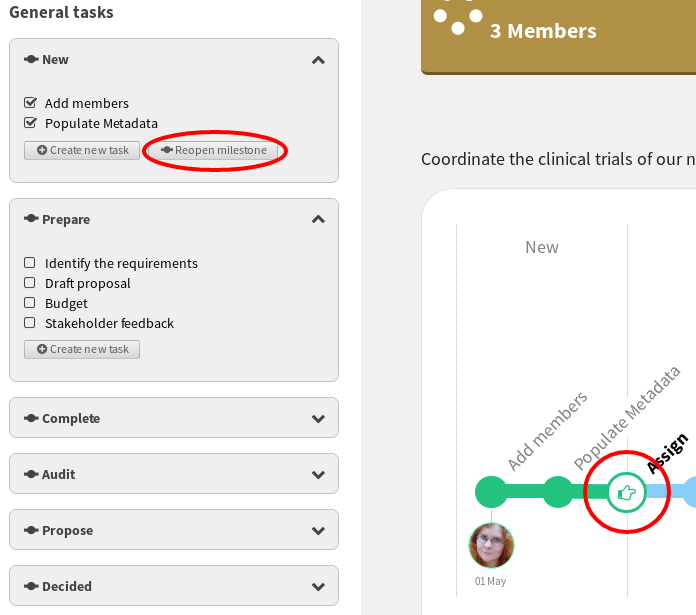 General tasks
New
Add members
Populate Metadata
Create new task
Reopen milestone
Prepare
Identify the requirements
Draft proposal
Budget
Stakeholder feedback
Create new task
Complete
Audit
Propose
Decided
3 Members
Coordinate the clinical trials of our n
New
Add members
Populate Metadata
Assign
01 May